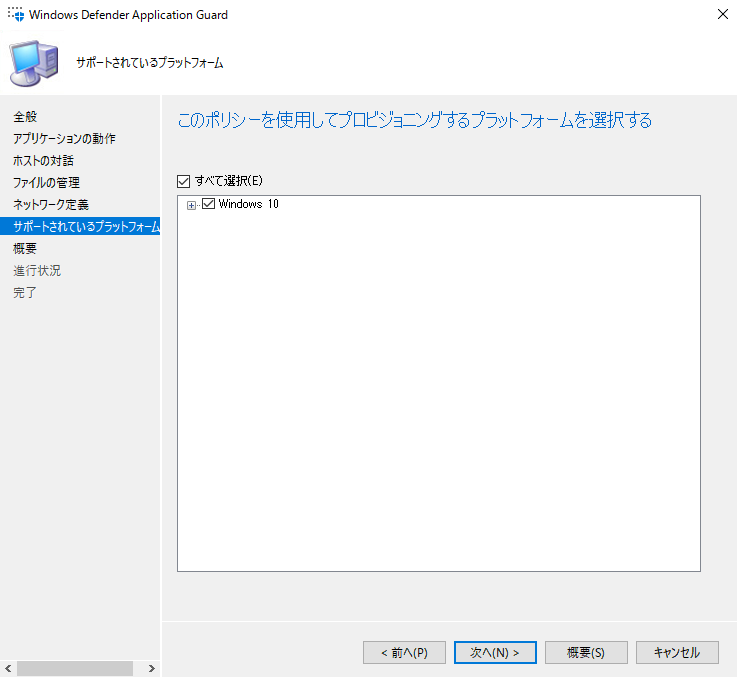 Windows Defender Application Guard
サポートされているプラットフォーム
全般
アプリケーションの動作
ホストの対話
ファイルの管理
ネットワーク定義
サポートされているプラットフォーム
概要
進行状況
完了
このポリシーを使用してプロビジョニングするプラットフォームを選択する
すべて選択(E)
Windows 10
< 前へ(P)
次へ(N) >
概要(S)
キャンセル